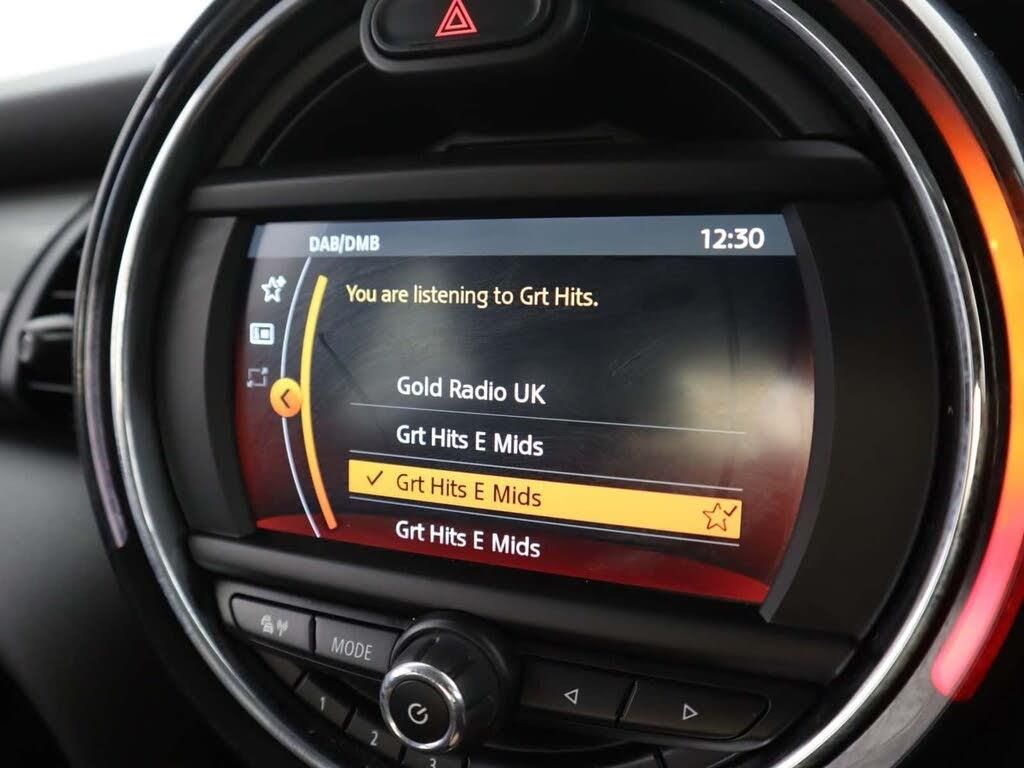 DAB/DMB 12:30
You are listening to Grt Hits.
Gold Radio UK
Grt Hits E Mids
Grt Hits E Mids
Grt Hits E Mids
MODE
1
2
3